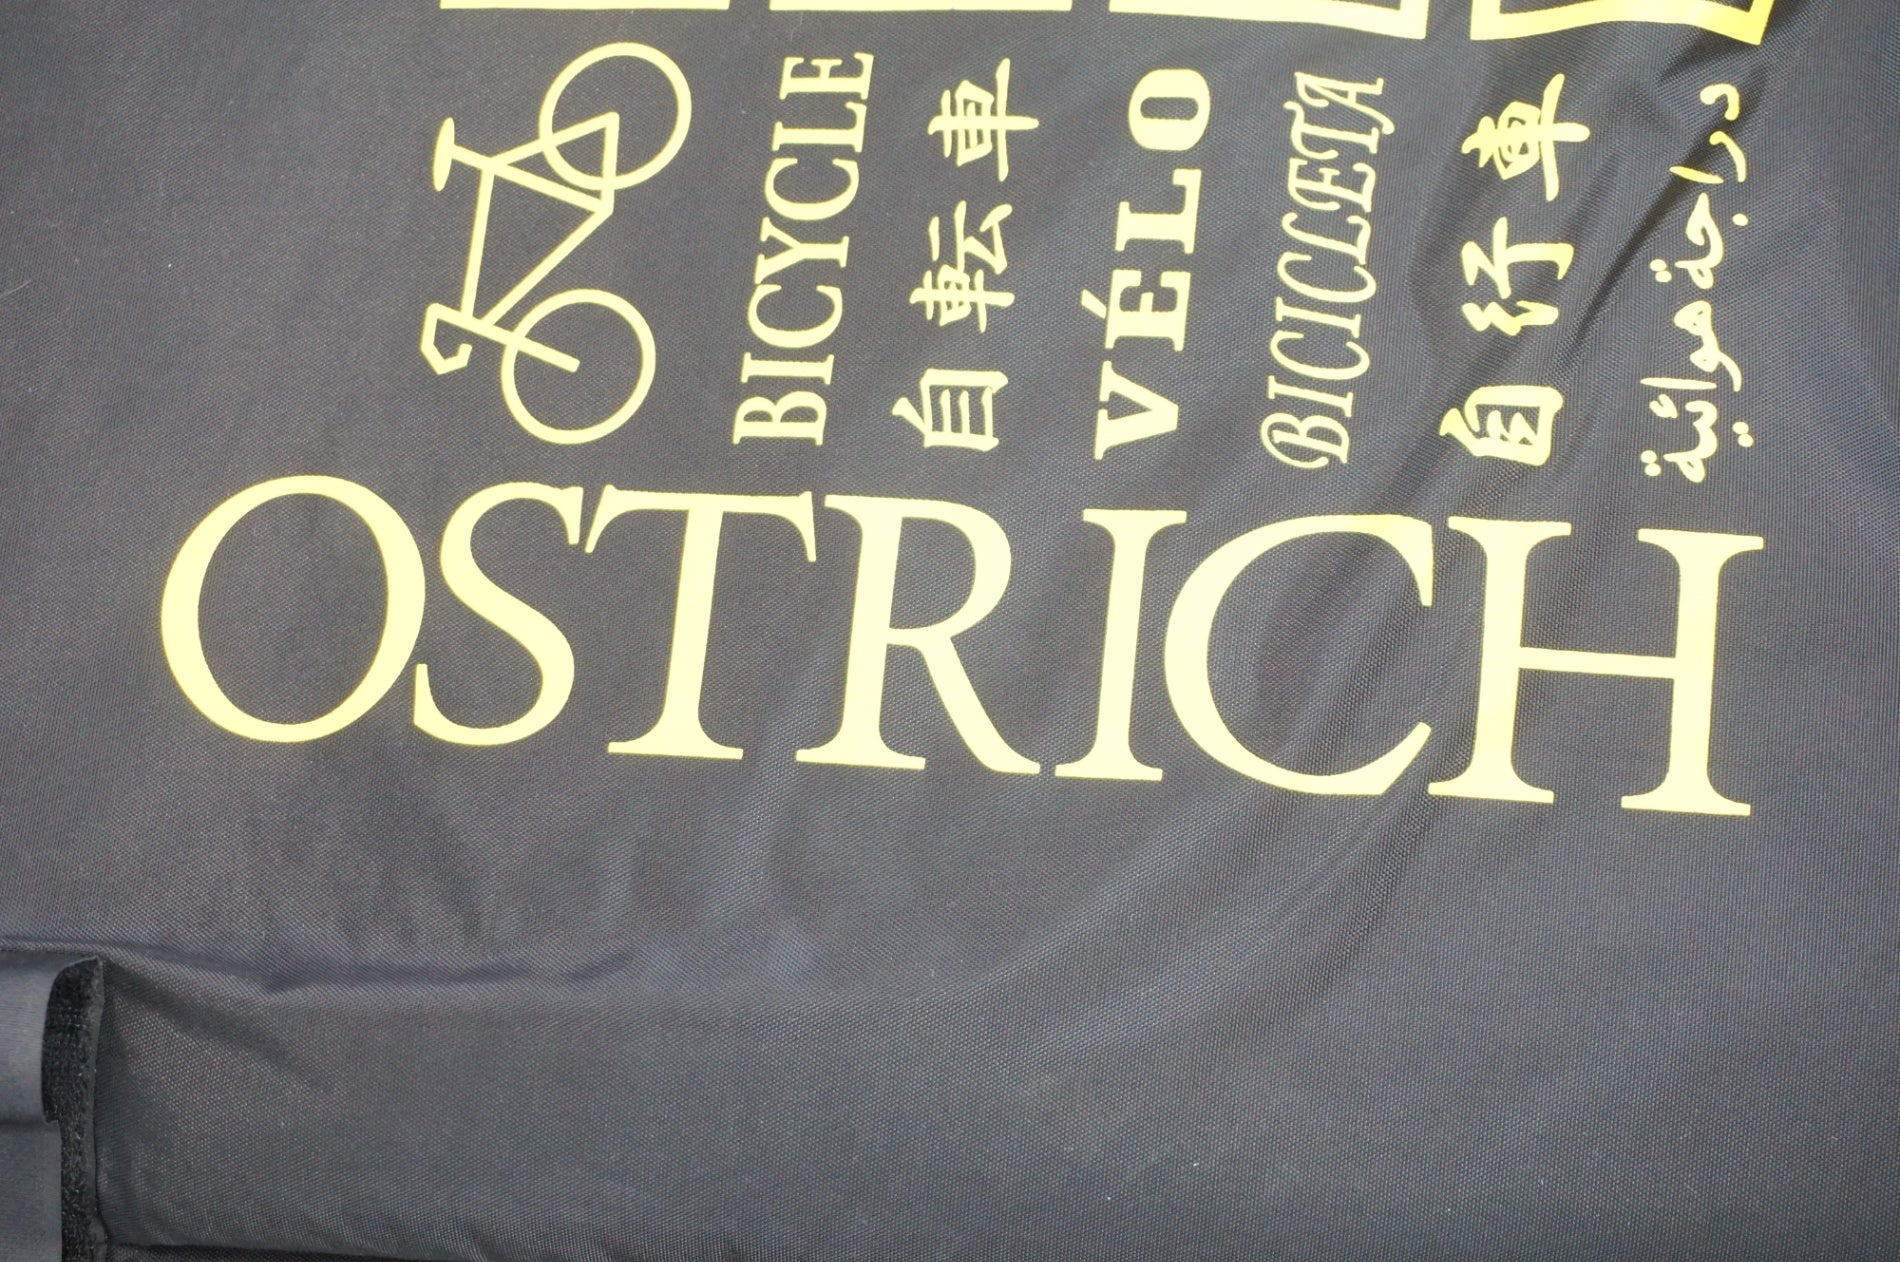 BICYCLE
自転車
VÉLO
BICICLETA
自行車
دراجة هوائية
OSTRICH